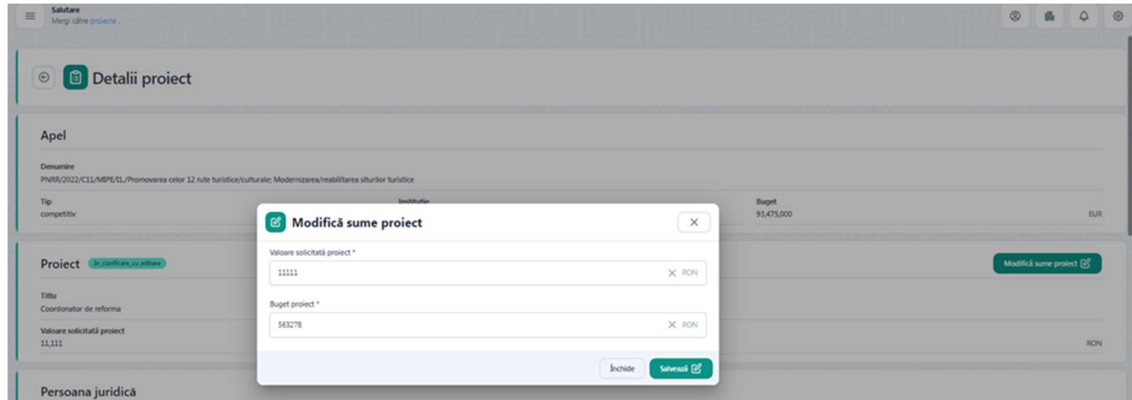 Salutare
Mergi către proiecte .
Detalii proiect
Apel
Denumire
PNRR/2022/C11/MIPE/I1./Promovarea celor 12 rute turistice/culturale; Modernizarea/reabilitarea siturilor turistice
Tip
Instituție
Buget
competitiv
93,475,000
EUR
Modifică sume proiect
Valoare solicitată proiect *
11111
RON
Buget proiect *
563278
RON
Închide
Salvează
Proiect
In_clarificare_cu_editare
Modifică sume proiect
Titlu
Coordonator de reforma
Valoare solicitată proiect
11,111
RON
Persoana juridică